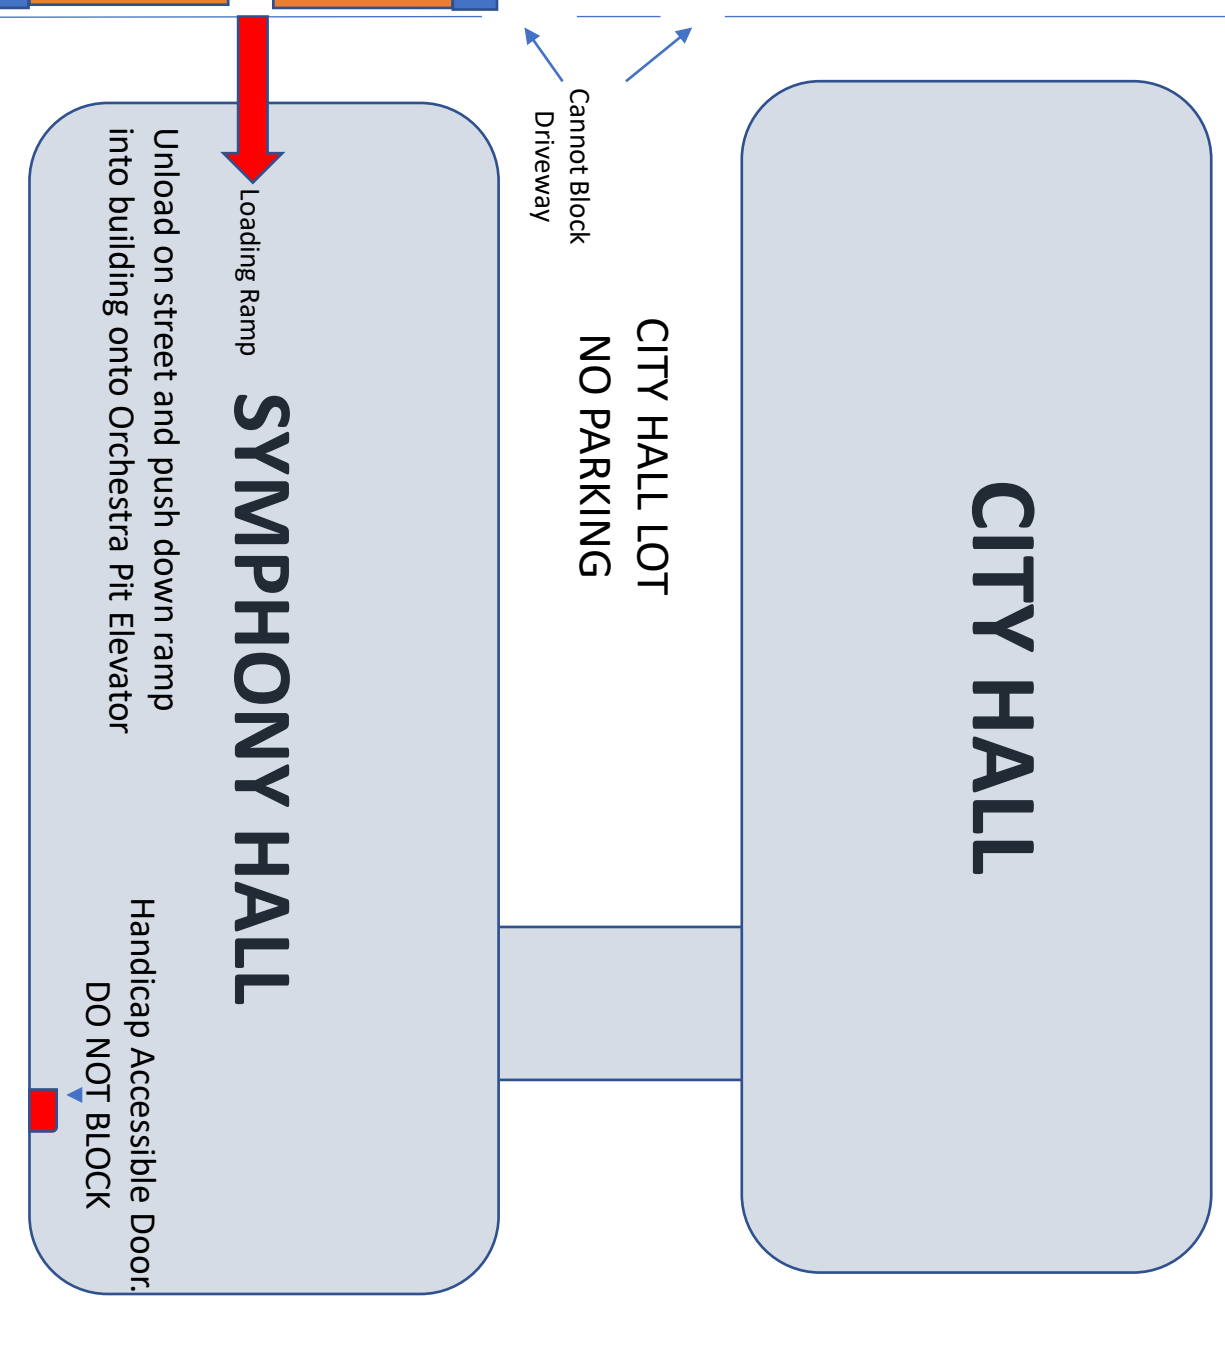 CITY HALL
Cannot Block
Driveway
CITY HALL LOT
NO PARKING
Loading Ramp
SYMPHONY HALL
Unload on street and push down ramp
into building onto Orchestra Pit Elevator
Handicap Accessible Door.
DO NOT BLOCK